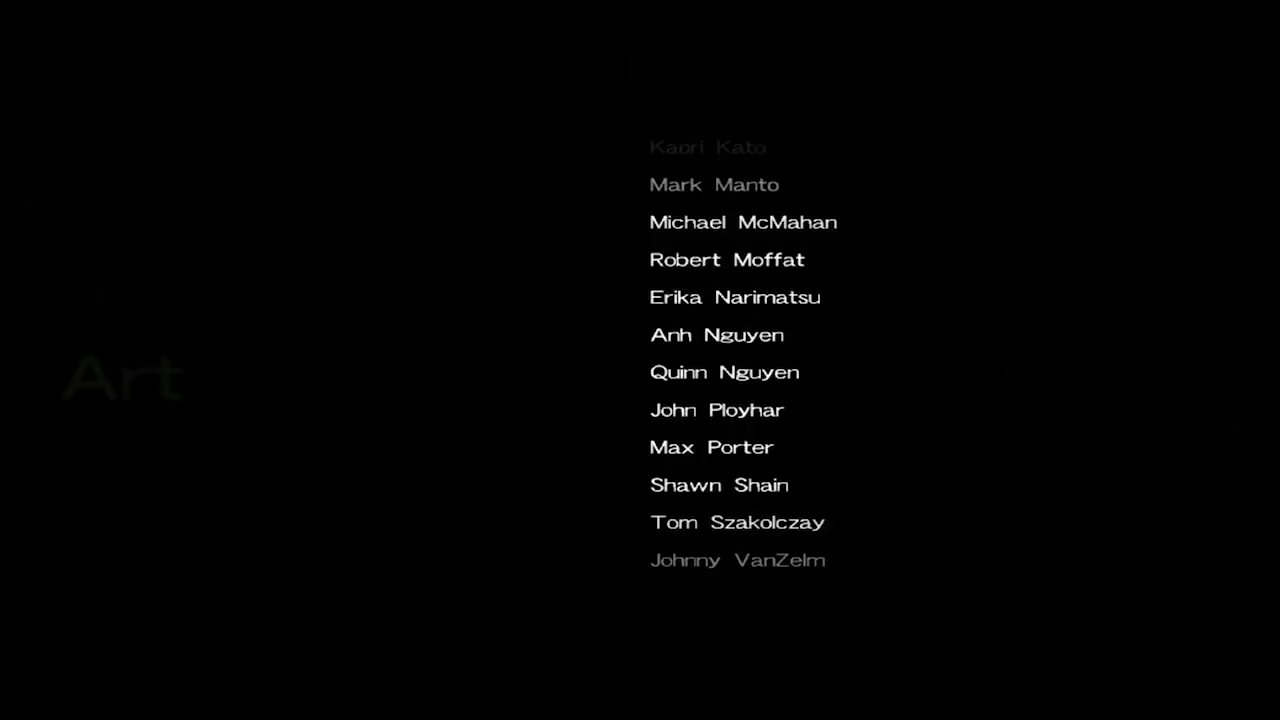 Art
Kaori Kato
Mark Manto
Michael McMahan
Robert Moffat
Erika Narimatsu
Anh Nguyen
Quinn Nguyen
John Ployhar
Max Porter
Shawn Shain
Tom Szakolczay
Johnny VanZelm